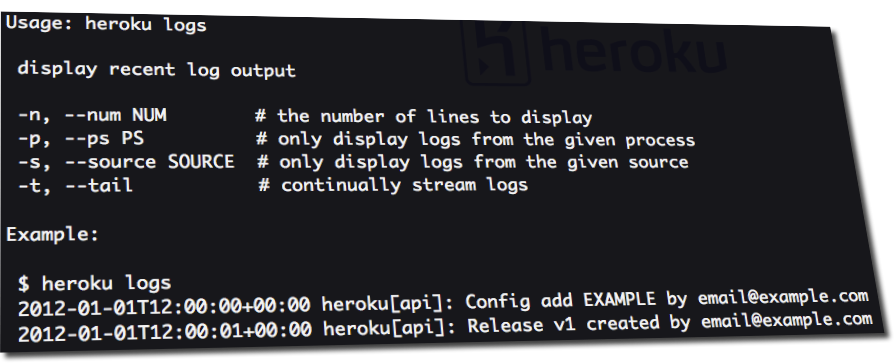 Usage: heroku logs
heroku
display recent log output
-n, --num NUM # the number of lines to display
-p, --ps PS # only display logs from the given process
-s, --source SOURCE # only display logs from the given source
-t, --tail # continually stream logs
Example:
$ heroku logs
2012-01-01T12:00:00+00:00 heroku[api]: Config add EXAMPLE by email@example.com
2012-01-01T12:00:01+00:00 heroku[api]: Release v1 created by email@example.com